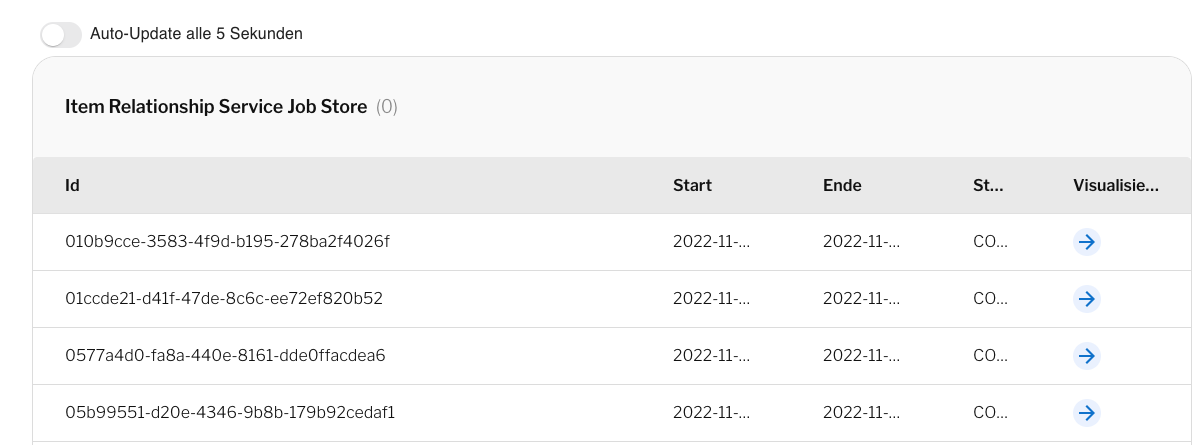 Auto-Update alle 5 Sekunden
Item Relationship Service Job Store (0)
Id Start Ende St... Visualisie...
010b9cce-3583-4f9d-b195-278ba2f4026f 2022-11-... 2022-11-... CO...
01ccde21-d41f-47de-8c6c-ee72ef820b52 2022-11-... 2022-11-... CO...
0577a4d0-fa8a-440e-8161-dde0ffacdea6 2022-11-... 2022-11-... CO...
05b99551-d20e-4346-9b8b-179b92cedaf1 2022-11-... 2022-11-... CO...